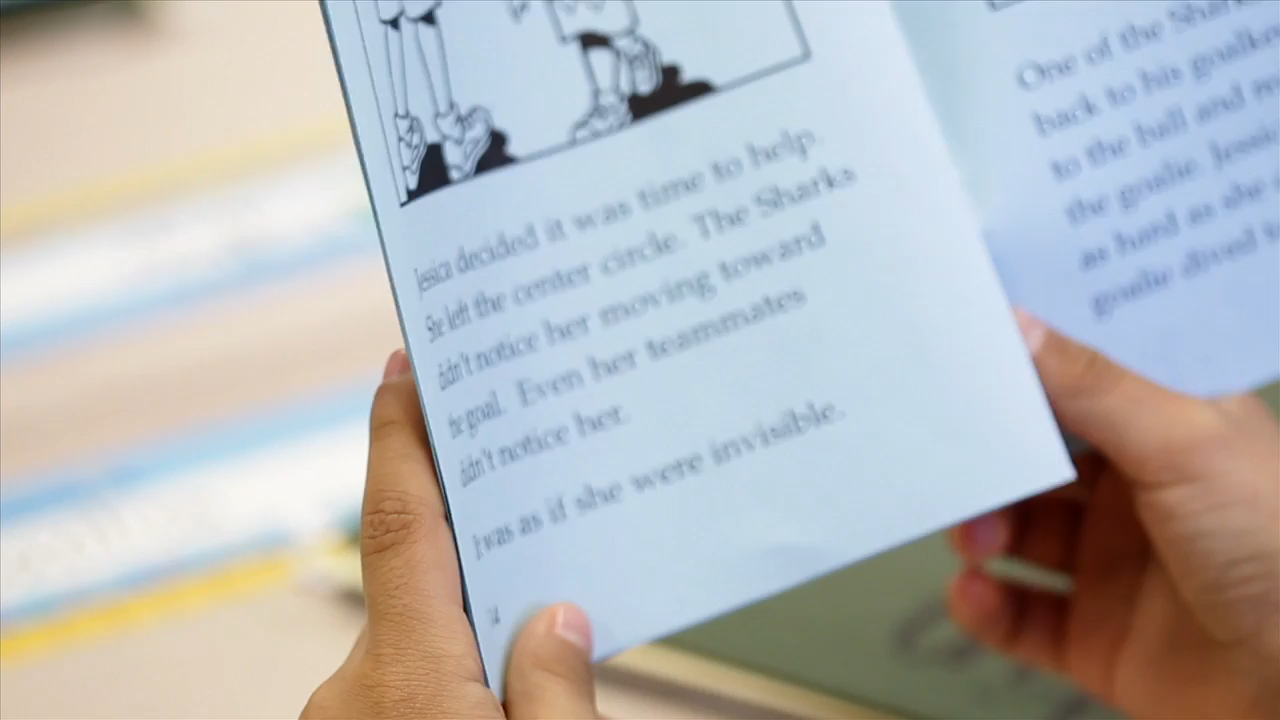 Jessica decided it was time to help.
She left the center circle. The Sharks
didn't notice her moving toward
the goal. Even her teammates
didn't notice her.
It was as if she were invisible.
One of the Sharks
back to his
to the ball and
the goalie. Jessica
as hard as she
goalie dived